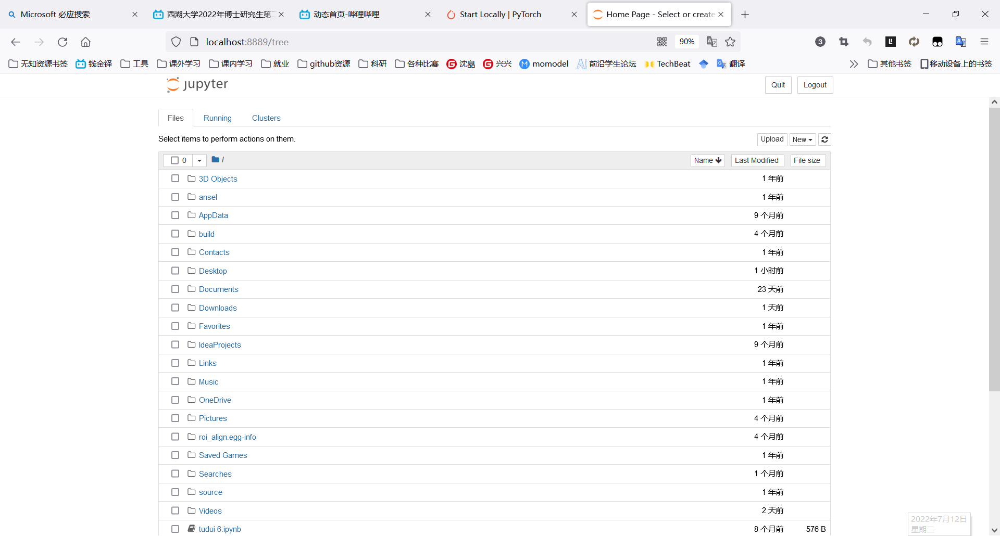 Microsoft 必应搜索
西湖大学2022年博士研究生第二
动态首页-哔哩哔哩
Start Locally | PyTorch
Home Page - Select or create
localhost:8889/tree
90%
3
无知资源书签 钱金铎 工具 课外学习 课内学习 就业 github资源 科研 各种比赛 沈晶 兴兴 momodel 前沿学生论坛 TechBeat 翻译 其他书签 移动设备上的书签
jupyter
Quit Logout
Files Running Clusters
Select items to perform actions on them.
Upload New
0 / Name Last Modified File size
3D Objects 1 年前
ansel 1 年前
AppData 9 个月前
build 4 个月前
Contacts 1 年前
Desktop 1 小时前
Documents 23 天前
Downloads 1 天前
Favorites 1 年前
IdeaProjects 9 个月前
Links 1 年前
Music 1 年前
OneDrive 1 年前
Pictures 4 个月前
roi_align.egg-info 4 个月前
Saved Games 1 年前
Searches 1 个月前
source 1 年前
Videos 2 天前
tudui 6.ipynb 8 个月前 576 B
2022年7月12日
星期二